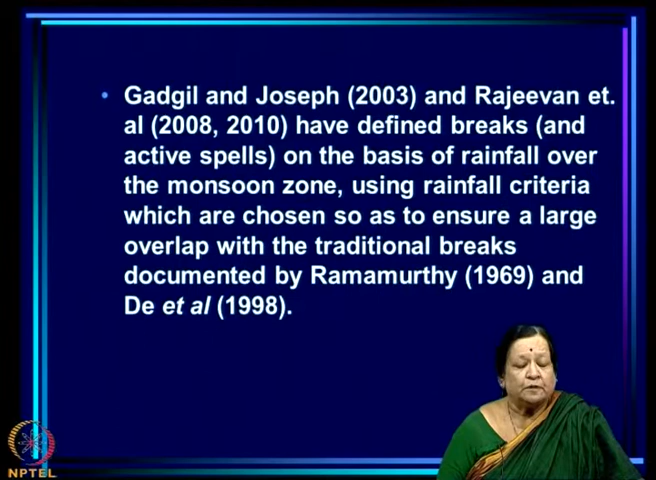 • Gadgil and Joseph (2003) and Rajeevan et.
al (2008, 2010) have defined breaks (and
active spells) on the basis of rainfall over
the monsoon zone, using rainfall criteria
which are chosen so as to ensure a large
overlap with the traditional breaks
documented by Ramamurthy (1969) and
De et al (1998).
NPTEL